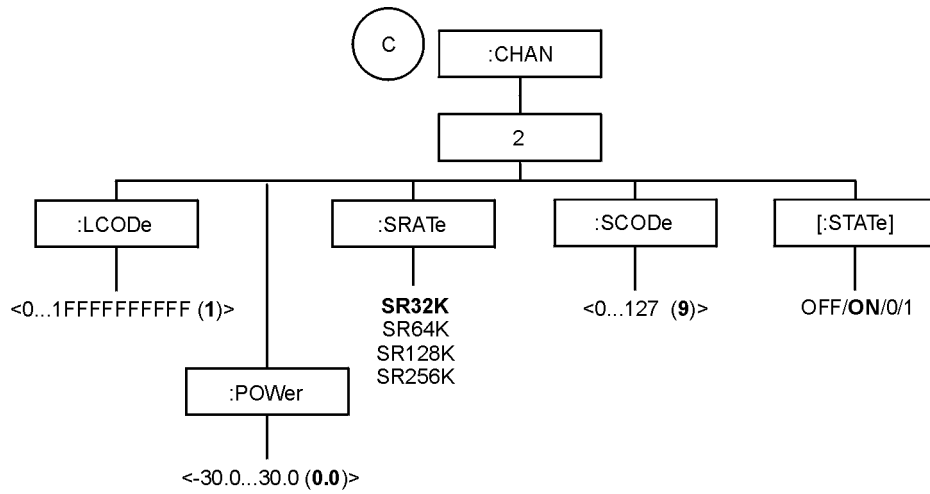 C
:CHAN
2
:LCODe
<0...1FFFFFFFFFF (1)>
:POWer
<-30.0...30.0 (0.0)>
:SRATe
SR32K
SR64K
SR128K
SR256K
:SCODe
<0...127 (9)>
[:STATe]
OFF/ON/0/1